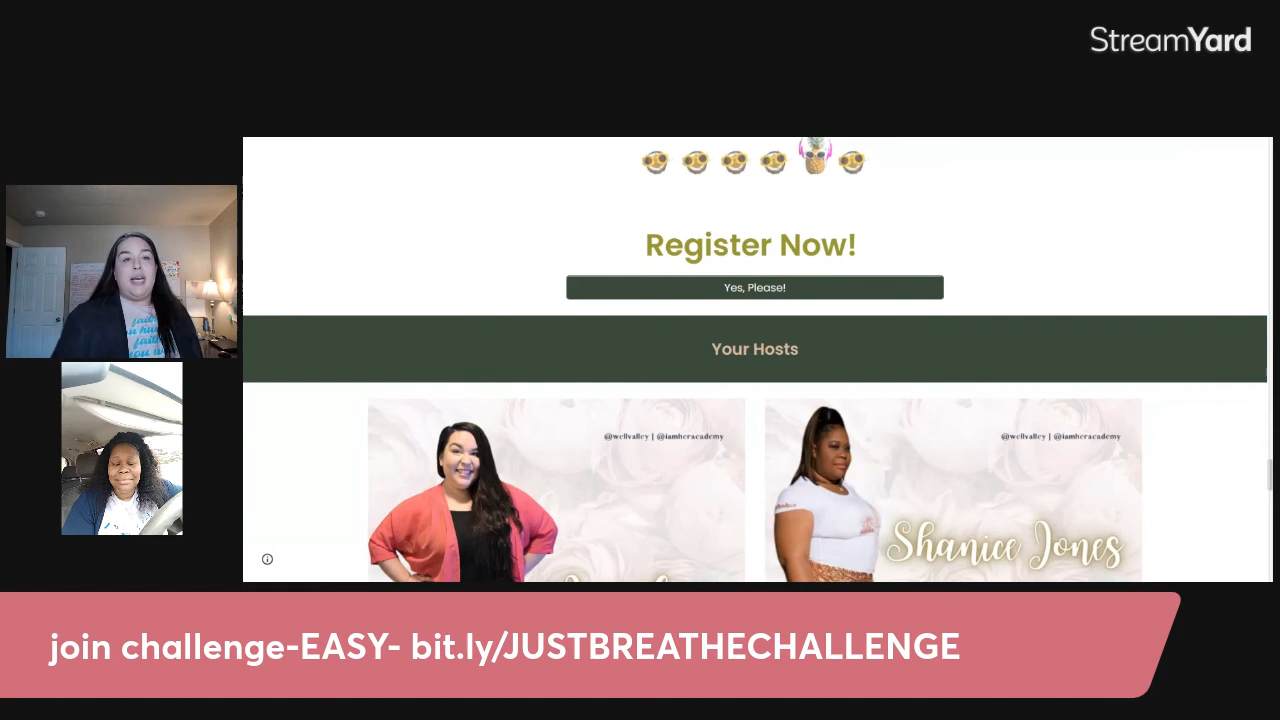 StreamYard
Register Now!
Yes, Please!
Your Hosts
@wellvalley | @iamheracademy
@wellvalley | @iamheracademy
Shanice Jones
join challenge-EASY- bit.ly/JUSTBREATHECHALLENGE